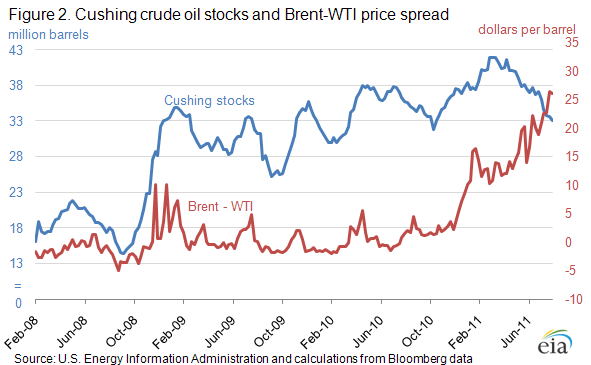 Figure 2. Cushing crude oil stocks and Brent-WTI price spread
million barrels
dollars per barrel
43
38
33
28
23
18
13
=
0
35
30
25
20
15
10
5
0
-5
-10
Cushing stocks
Brent - WTI
Feb-08
Jun-08
Oct-08
Feb-09
Jun-09
Oct-09
Feb-10
Jun-10
Oct-10
Feb-11
Jun-11
eia
Source: U.S. Energy Information Administration and calculations from Bloomberg data